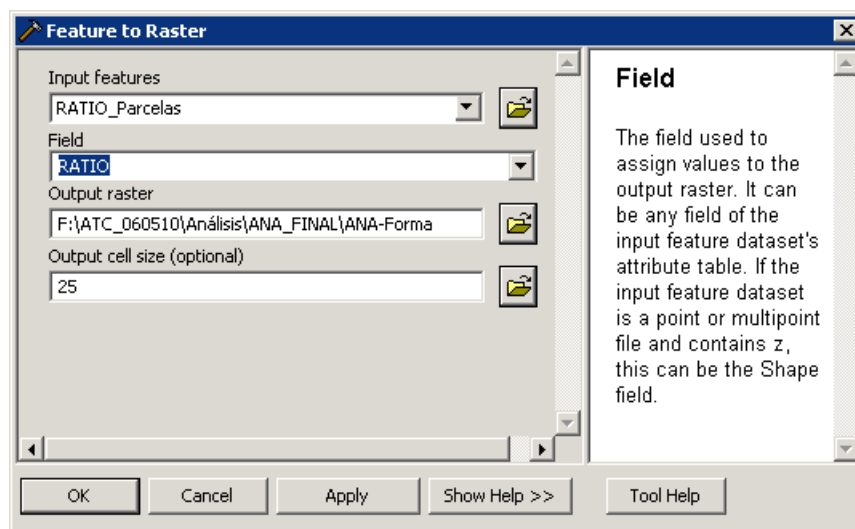 Feature to Raster
Input features
RATIO_Parcelas
Field
RATIO
Output raster
F:\ATC_060510\Análisis\ANA_FINAL\ANA-Forma
Output cell size (optional)
25
OK
Cancel
Apply
Show Help >>
Field
The field used to
assign values to the
output raster. It can
be any field of the
input feature dataset's
attribute table. If the
input feature dataset
is a point or multipoint
file and contains z,
this can be the Shape
field.
Tool Help